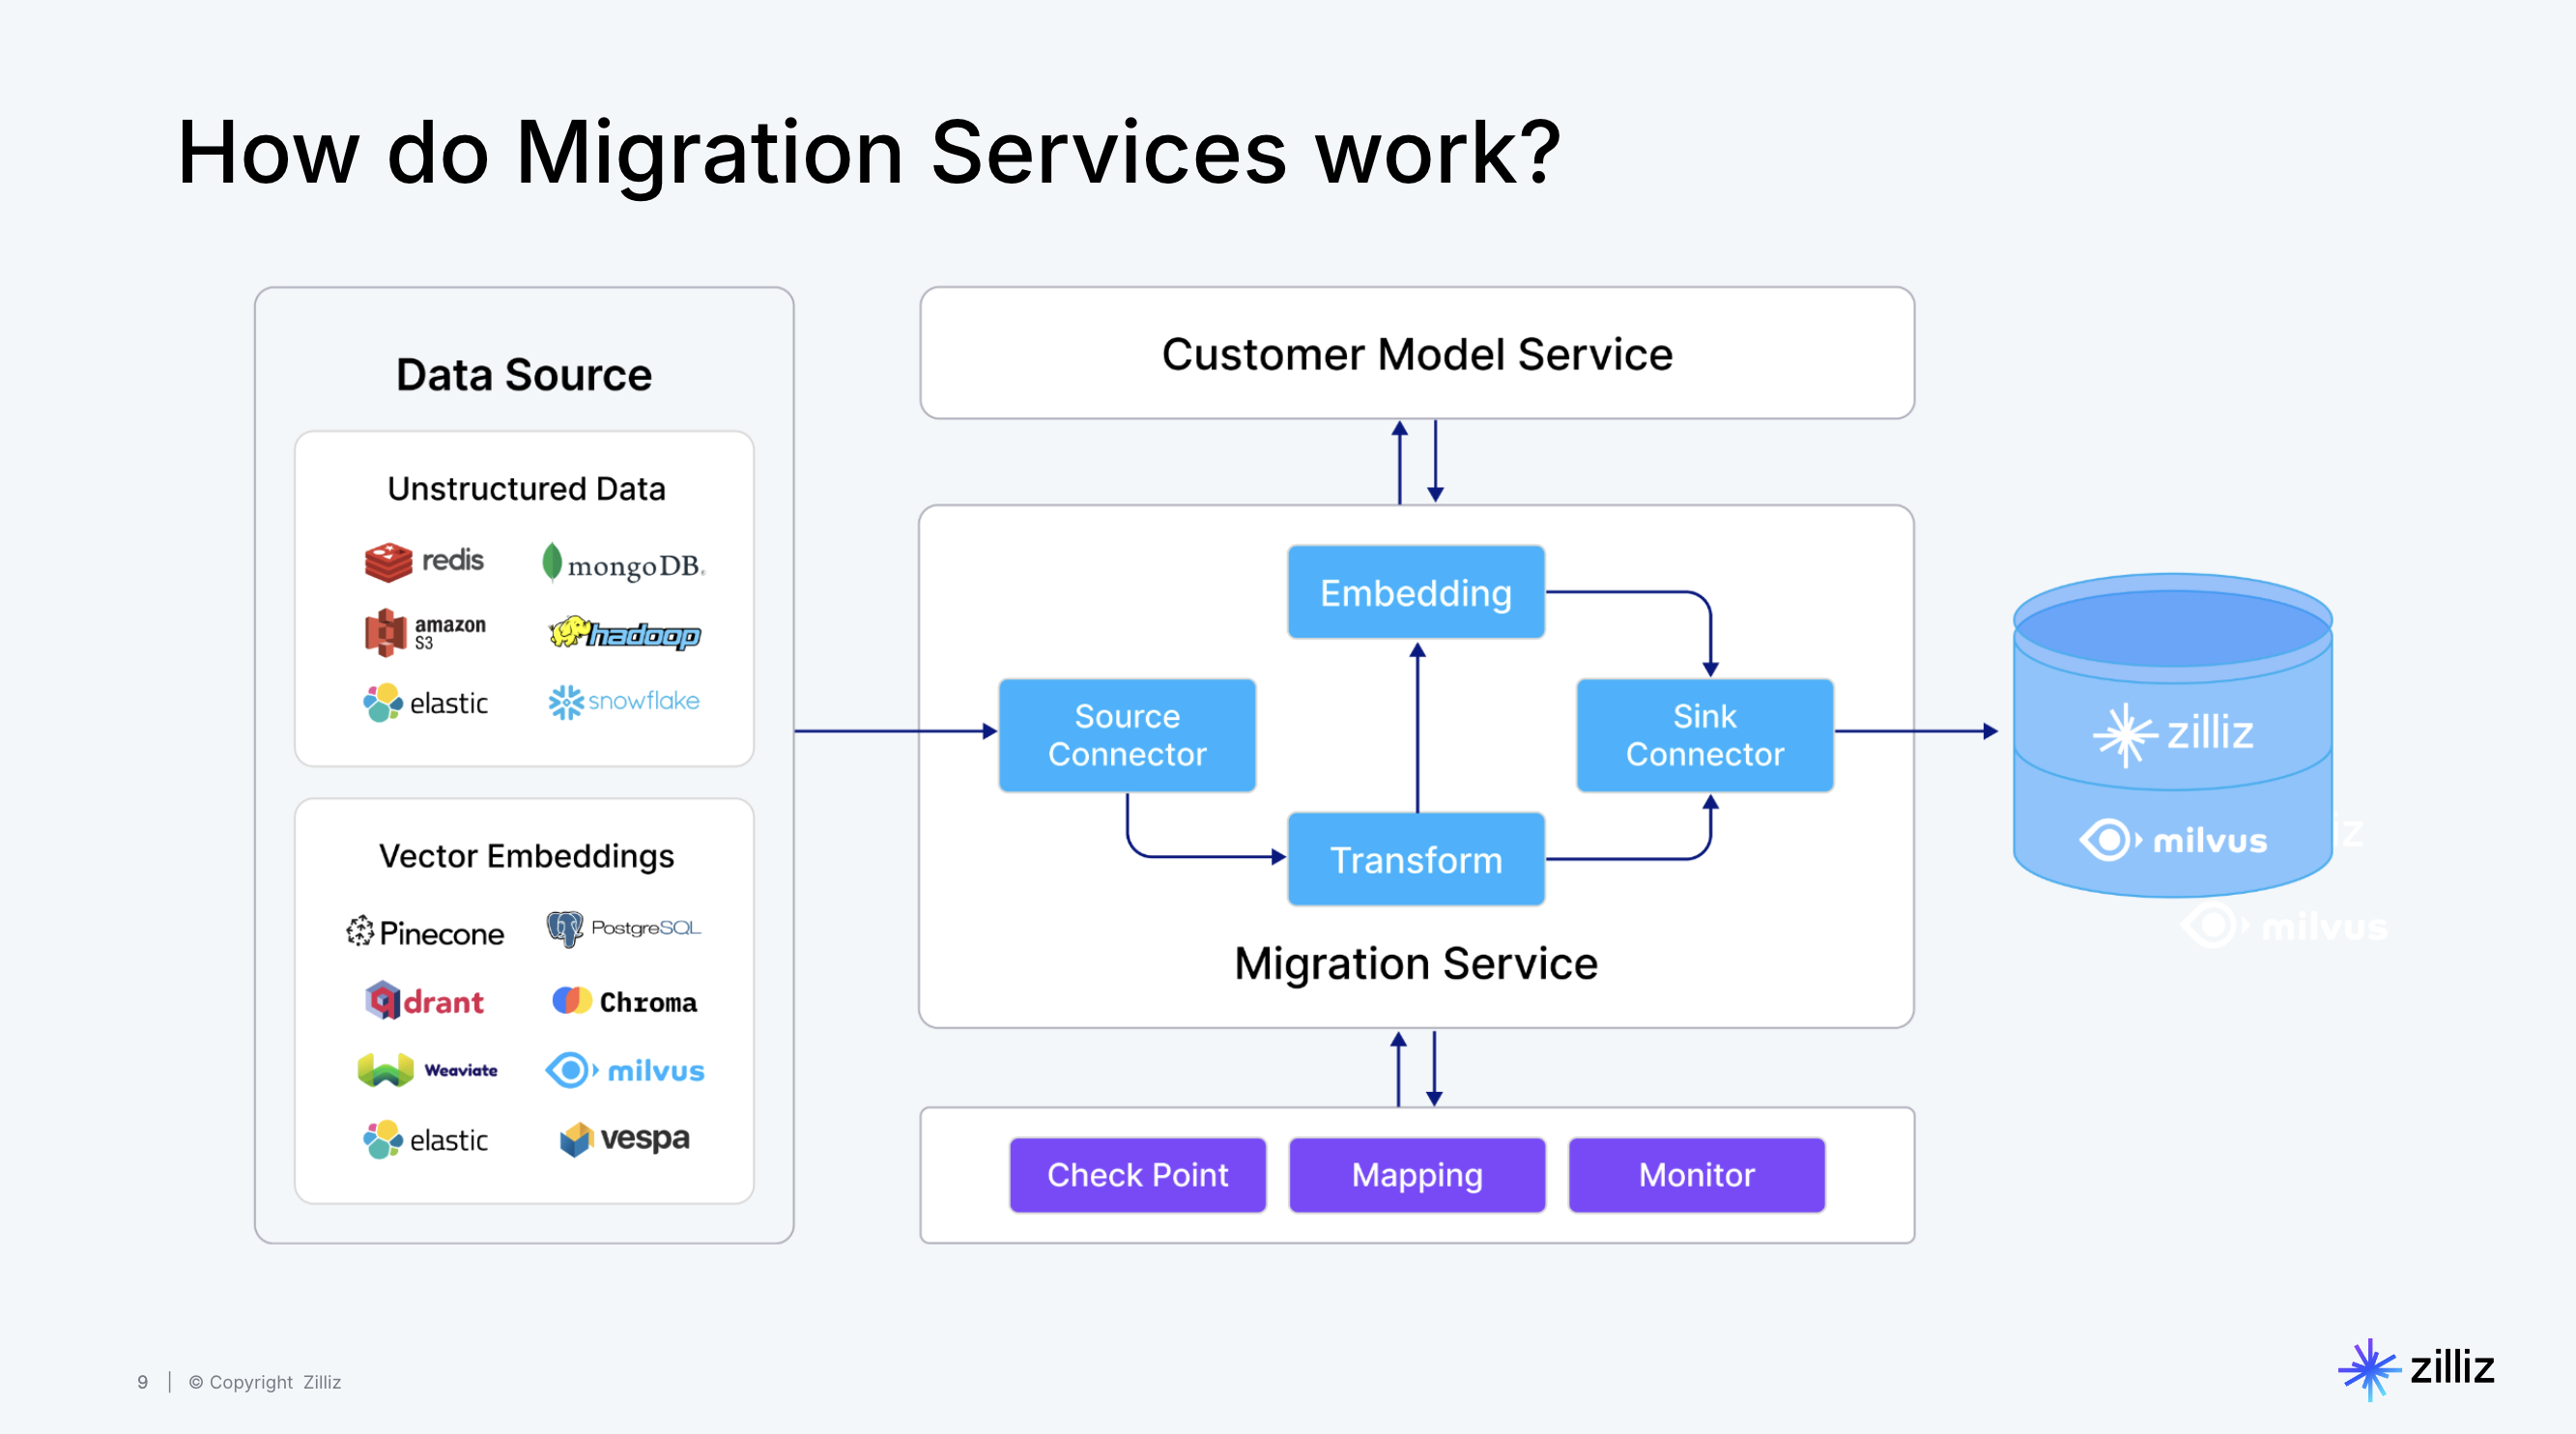 How do Migration Services work?
Data Source
Unstructured Data
redis
mongoDB
amazon
S3
hadoop
elastic
snowflake
Vector Embeddings
Pinecone
PostgreSQL
qdrant
Chroma
Weaviate
milvus
elastic
vespa
Customer Model Service
Embedding
Source
Connector
Sink
Connector
Transform
Migration Service
Check Point
Mapping
Monitor
zilliz
milvus
iz
milvus
9 | © Copyright Zilliz
zilliz